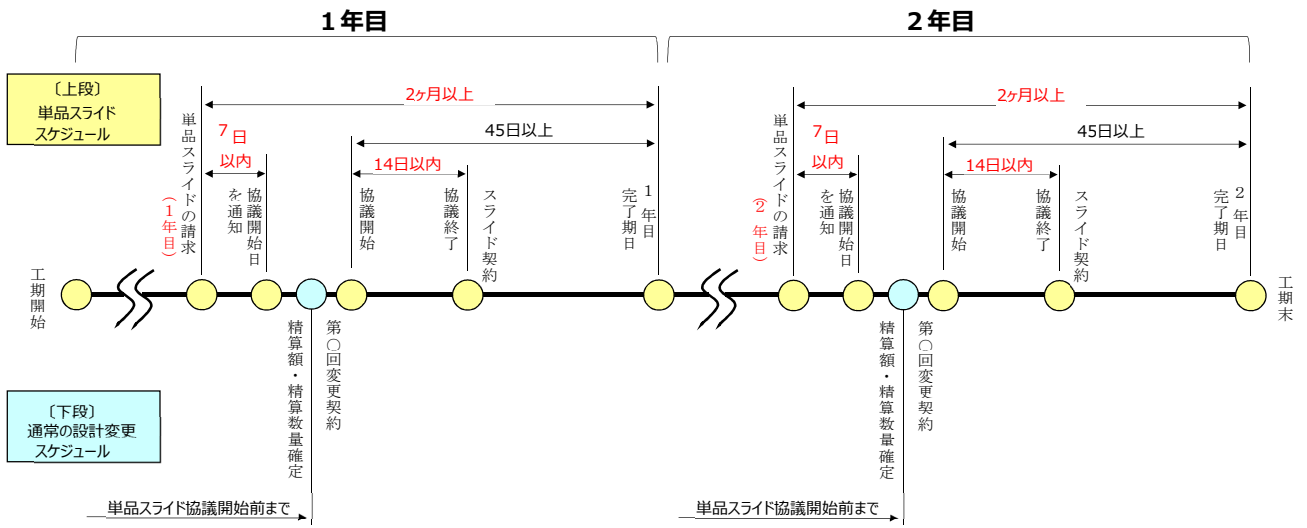 １年目
２年目
〔上段〕
単品スライド
スケジュール
2ヶ月以上
45日以上
7日
以内
14日以内
単品スライドの請求
(１年目)
協議開始日
を通知
協議開始
協議終了
スライド契約
１年目
完了期日
2ヶ月以上
45日以上
7日
以内
14日以内
単品スライドの請求
(２年目)
協議開始日
を通知
協議開始
協議終了
スライド契約
２年目
完了期日
工期開始
工期末
第〇回変更契約
精算額・精算数量確定
第〇回変更契約
精算額・精算数量確定
〔下段〕
通常の設計変更
スケジュール
単品スライド協議開始前まで
単品スライド協議開始前まで